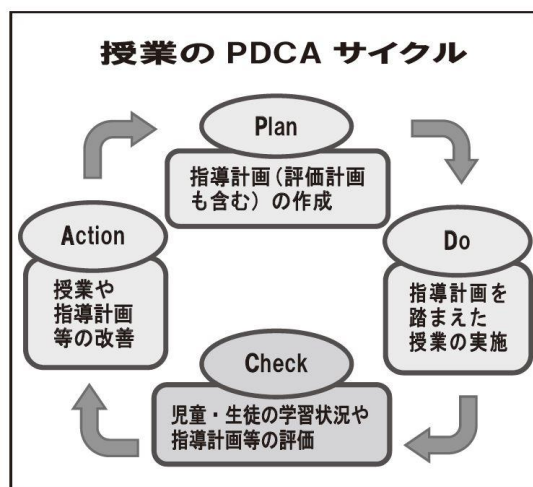 授業の PDCA サイクル
Plan
指導計画（評価計画
も含む）の作成
Do
指導計画を
踏まえた
授業の実施
Check
児童・生徒の学習状況や
指導計画等の評価
Action
授業や
指導計画
等の改善